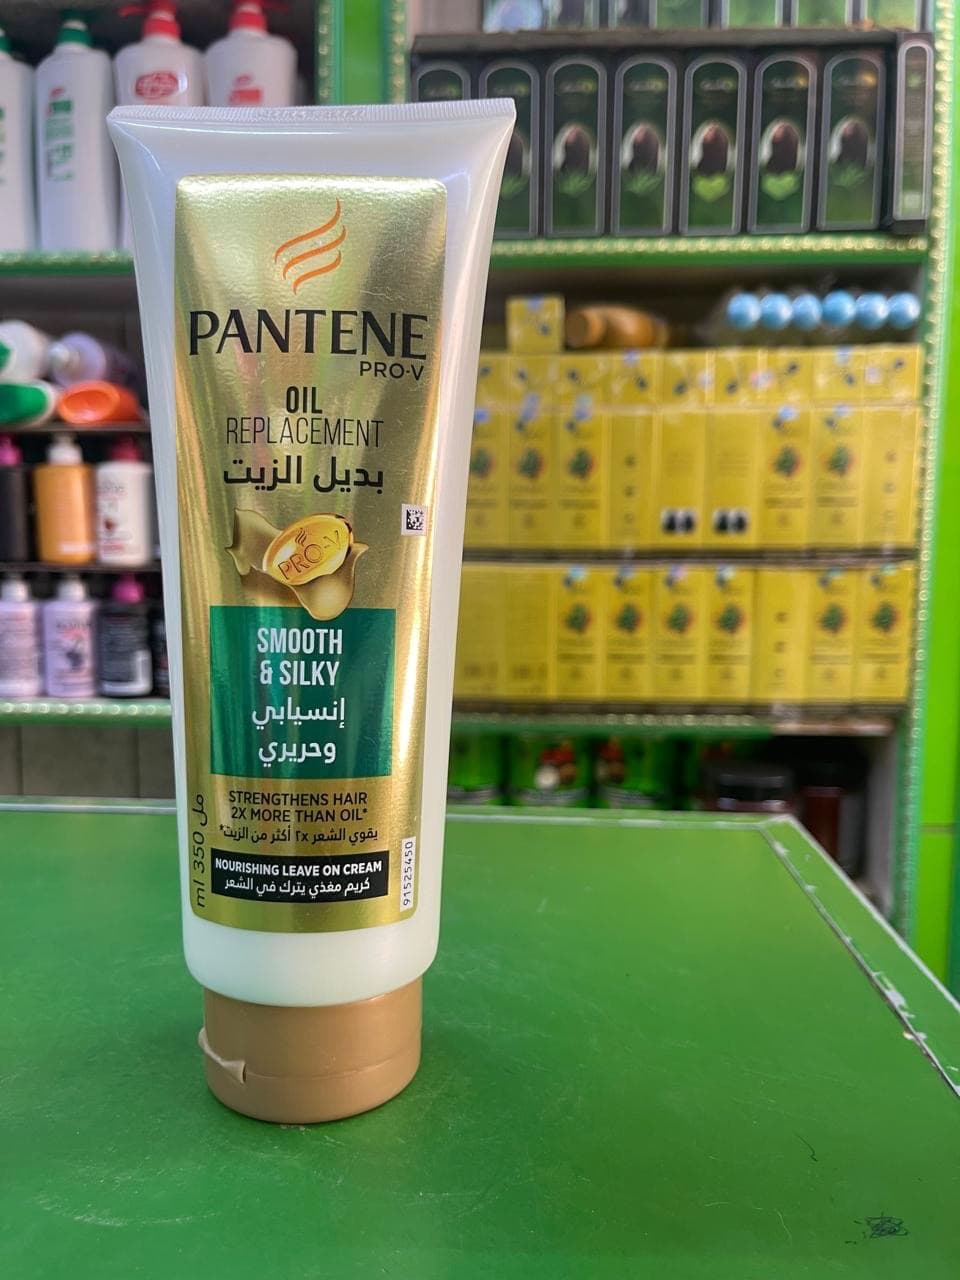 PANTENE
PRO-V
OIL
REPLACEMENT
بديل الزيت
PRO-V
SMOOTH
& SILKY
إنسيابي
وحريري
STRENGTHENS HAIR
2X MORE THAN OIL*
يقوي الشعر ٢x أكثر من الزيت*
NOURISHING LEAVE ON CREAM
كريم مغذي يترك في الشعر
ml 350 مل
91525450